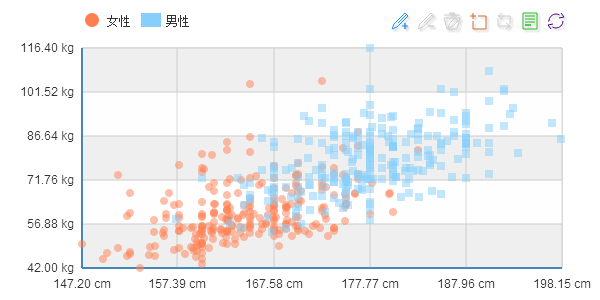 女性 男性
116.40 kg
101.52 kg
86.64 kg
71.76 kg
56.88 kg
42.00 kg
147.20 cm 157.39 cm 167.58 cm 177.77 cm 187.96 cm 198.15 cm